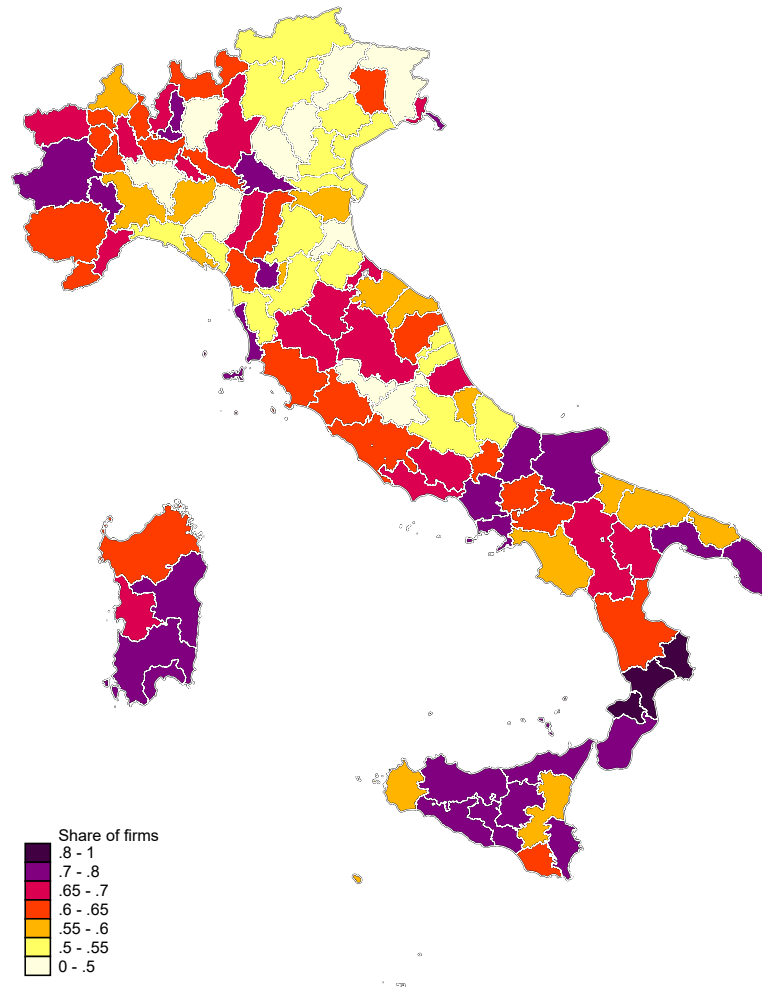 Share of firms
.8 - 1
.7 - .8
.65 - .7
.6 - .65
.55 - .6
.5 - .55
0 - .5